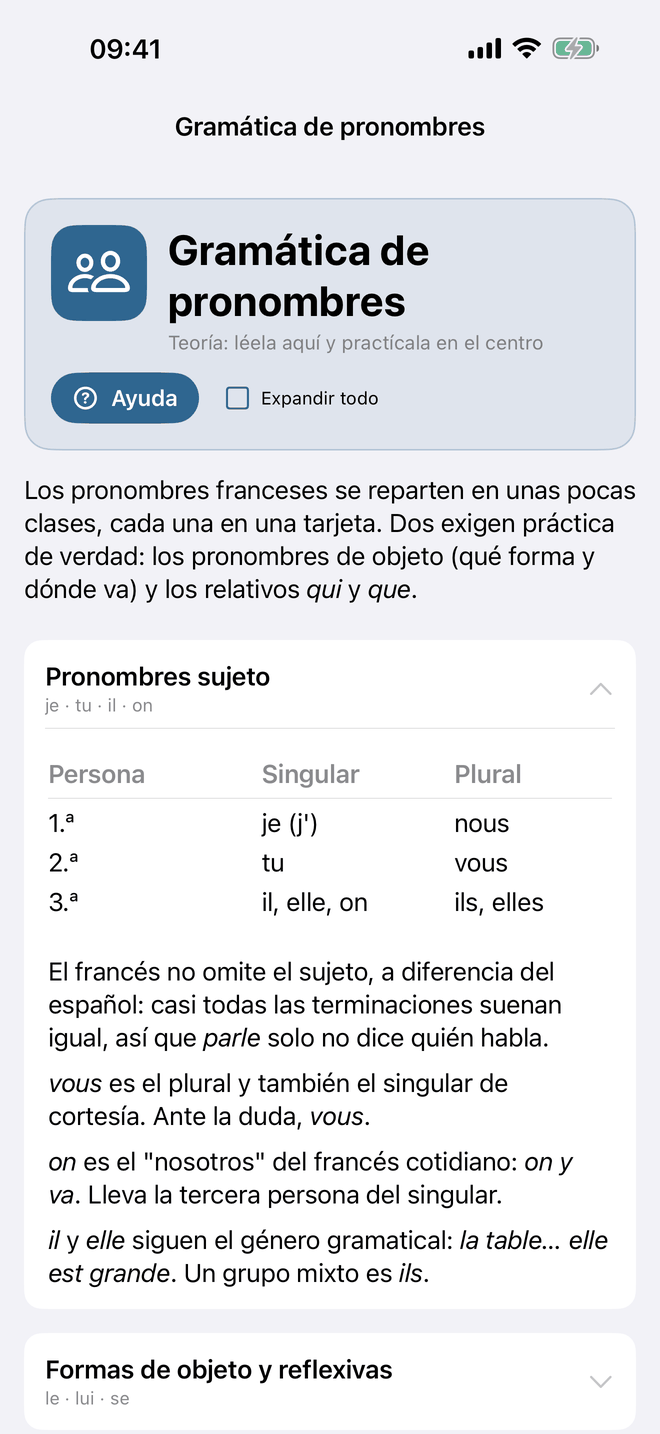 09:41
Gramática de pronombres
Gramática de
pronombres
Teoría: léela aquí y practícala en el centro
Ayuda
Expandir todo
Los pronombres franceses se reparten en unas pocas
clases, cada una en una tarjeta. Dos exigen práctica
de verdad: los pronombres de objeto (qué forma y
dónde va) y los relativos qui y que.
Pronombres sujeto
je · tu · il · on
Persona Singular Plural
1.ª je (j') nous
2.ª tu vous
3.ª il, elle, on ils, elles
El francés no omite el sujeto, a diferencia del
español: casi todas las terminaciones suenan
igual, así que parle solo no dice quién habla.
vous es el plural y también el singular de
cortesía. Ante la duda, vous.
on es el "nosotros" del francés cotidiano: on y
va. Lleva la tercera persona del singular.
il y elle siguen el género gramatical: la table... elle
est grande. Un grupo mixto es ils.
Formas de objeto y reflexivas
le · lui · se